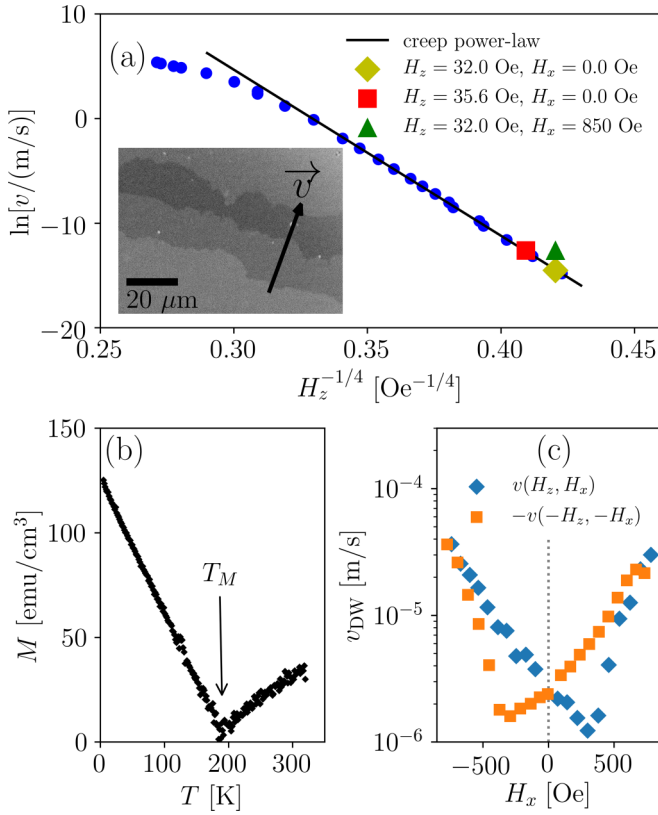 10
(a)
creep power-law
H_z = 32.0 Oe, H_x = 0.0 Oe
H_z = 35.6 Oe, H_x = 0.0 Oe
H_z = 32.0 Oe, H_x = 850 Oe
0
−10
−20
ln[v/(m/s)]
v⃗
20 μm
0.25 0.30 0.35 0.40 0.45
H_z^{−1/4} [Oe^{−1/4}]
150
(b)
100
50
0
M [emu/cm³]
T_M
0 100 200 300
T [K]
(c)
v(H_z, H_x)
−v(−H_z, −H_x)
10^{−4}
10^{−5}
10^{−6}
v_DW [m/s]
−500 0 500
H_x [Oe]